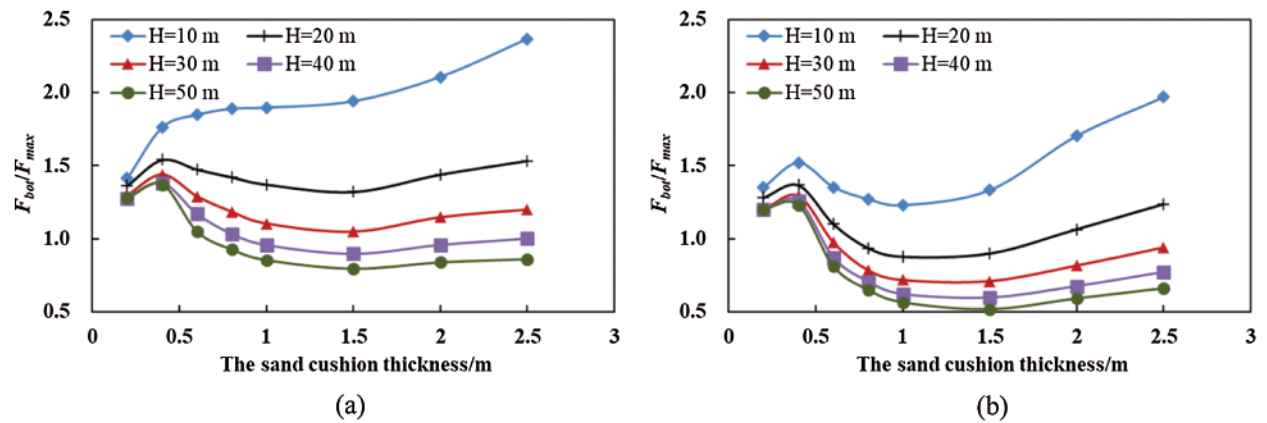 2.5
2.0
1.5
1.0
0.5
F_bot/F_max
H=10 m H=20 m
H=30 m H=40 m
H=50 m
0 0.5 1 1.5 2 2.5 3
The sand cushion thickness/m
(a)
2.5
2.0
1.5
1.0
0.5
F_bot/F_max
H=10 m H=20 m
H=30 m H=40 m
H=50 m
0 0.5 1 1.5 2 2.5 3
The sand cushion thickness/m
(b)